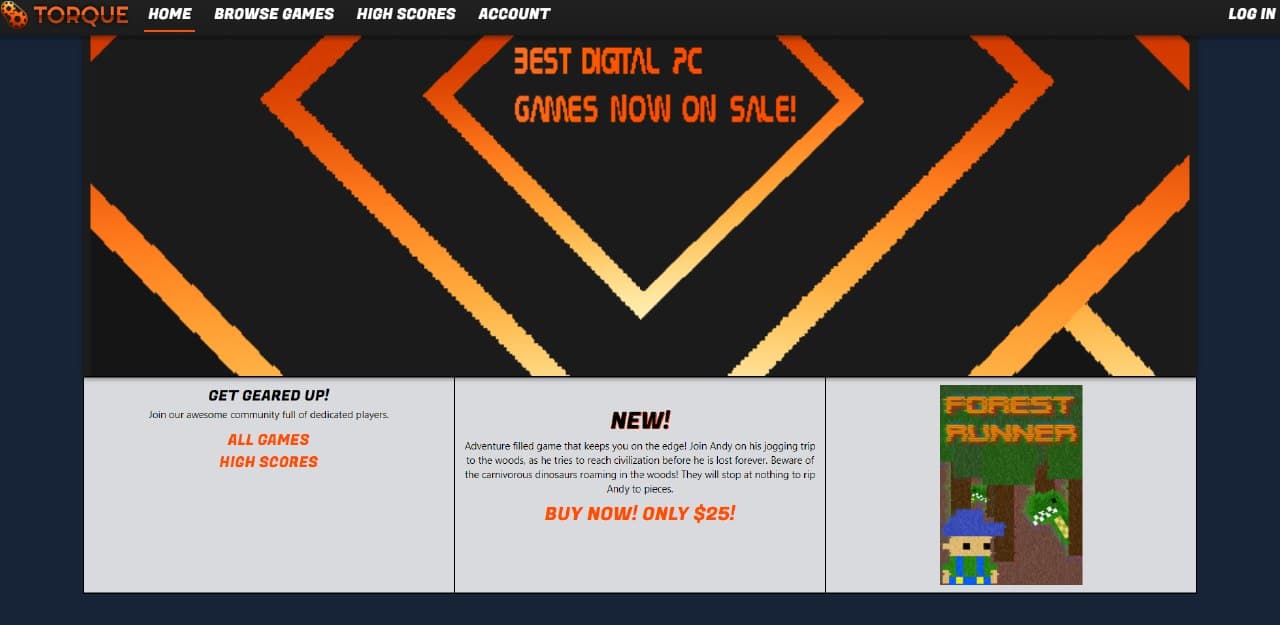 TORQUE HOME BROWSE GAMES HIGH SCORES ACCOUNT LOG IN
BEST DIGITAL PC
GAMES NOW ON SALE!
GET GEARED UP!
Join our awesome community full of dedicated players.
ALL GAMES
HIGH SCORES
NEW!
Adventure filled game that keeps you on the edge! Join Andy on his jogging trip
to the woods, as he tries to reach civilization before he is lost forever. Beware of
the carnivorous dinosaurs roaming in the woods! They will stop at nothing to rip
Andy to pieces.
BUY NOW! ONLY $25!
FOREST
RUNNER